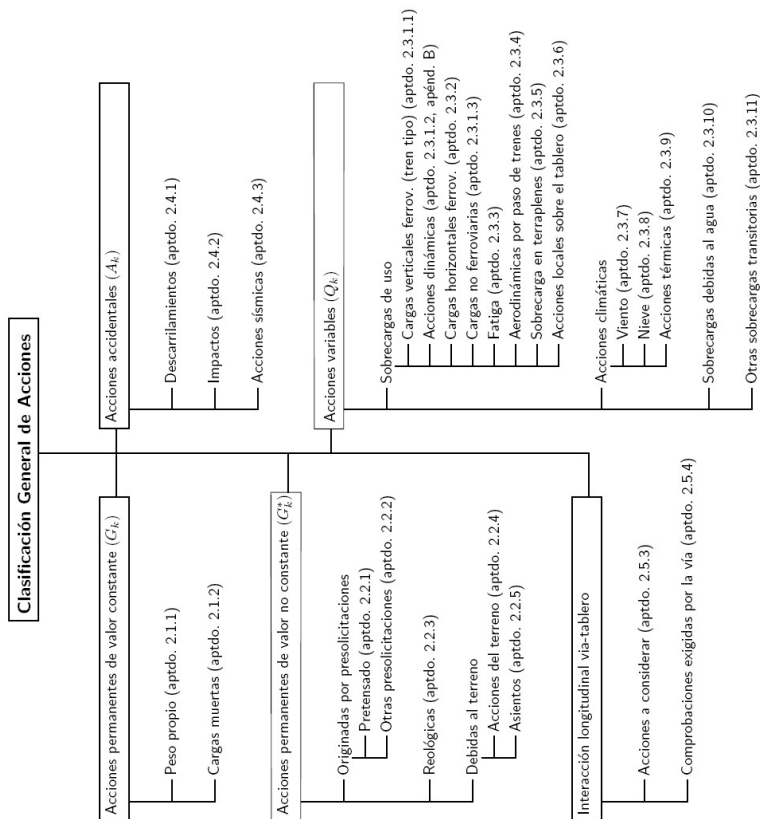 Clasificación General de Acciones
Acciones permanentes de valor constante (G_k)
Peso propio (aptdo. 2.1.1)
Cargas muertas (aptdo. 2.1.2)
Acciones permanentes de valor no constante (G*_k)
Originadas por presolicitaciones
Pretensado (aptdo. 2.2.1)
Otras presolicitaciones (aptdo. 2.2.2)
Reológicas (aptdo. 2.2.3)
Debidas al terreno
Acciones del terreno (aptdo. 2.2.4)
Asientos (aptdo. 2.2.5)
Interacción longitudinal via-tablero
Acciones a considerar (aptdo. 2.5.3)
Comprobaciones exigidas por la vía (aptdo. 2.5.4)
Acciones accidentales (A_k)
Descarrilamientos (aptdo. 2.4.1)
Impactos (aptdo. 2.4.2)
Acciones sísmicas (aptdo. 2.4.3)
Acciones variables (Q_k)
Sobrecargas de uso
Cargas verticales ferrov. (tren tipo) (aptdo. 2.3.1.1)
Acciones dinámicas (aptdo. 2.3.1.2, apénd. B)
Cargas horizontales ferrov. (aptdo. 2.3.2)
Cargas no ferroviarias (aptdo. 2.3.1.3)
Fatiga (aptdo. 2.3.3)
Aerodinámicas por paso de trenes (aptdo. 2.3.4)
Sobrecarga en terraplenes (aptdo. 2.3.5)
Acciones locales sobre el tablero (aptdo. 2.3.6)
Acciones climáticas
Viento (aptdo. 2.3.7)
Nieve (aptdo. 2.3.8)
Acciones térmicas (aptdo. 2.3.9)
Sobrecargas debidas al agua (aptdo. 2.3.10)
Otras sobrecargas transitorias (aptdo. 2.3.11)